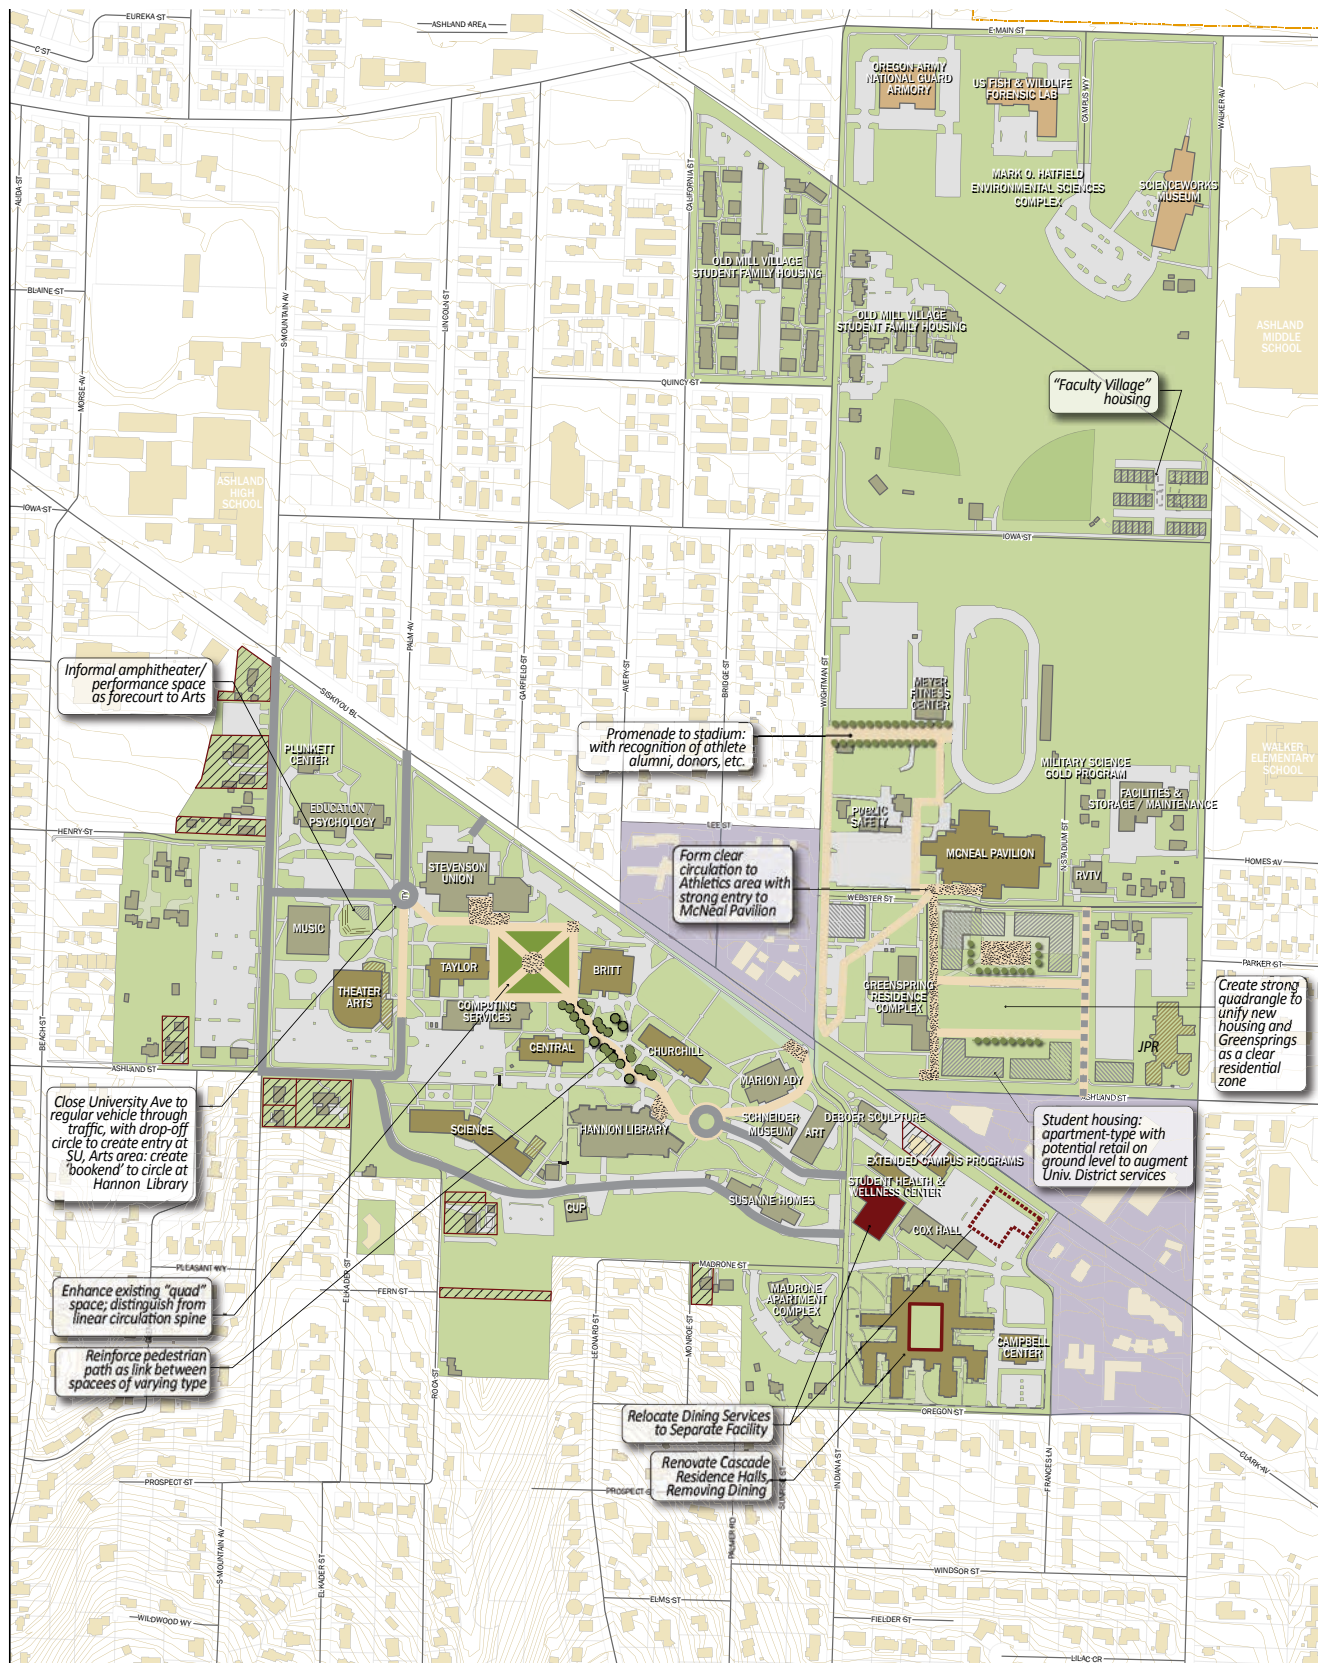 EUREKA ST
ASHLAND AREA
E MAIN ST
C ST
OREGON ARMY
NATIONAL GUARD
ARMORY
US FISH & WILDLIFE
FORENSIC LAB
CAMPUS WY
WALKER AV
ALIDA ST
CALIFORNIA ST
MARK O. HATFIELD
ENVIRONMENTAL SCIENCES
COMPLEX
SCIENCEWORKS
MUSEUM
OLD MILL VILLAGE
STUDENT FAMILY HOUSING
BLAINE ST
S MOUNTAIN AV
LINCOLN ST
OLD MILL VILLAGE
STUDENT FAMILY HOUSING
ASHLAND
MIDDLE
SCHOOL
MORSE AV
QUINCY ST
"Faculty Village"
housing
ASHLAND
HIGH
SCHOOL
IOWA ST
IOWA ST
PALM AV
GARFIELD ST
AVERY ST
BRIDGE ST
WIGHTMAN ST
SISKIYOU BL
Informal amphitheater/
performance space
as forecourt to Arts
MEYER
FITNESS
CENTER
Promenade to stadium:
with recognition of athlete
alumni, donors, etc.
PLUNKETT
CENTER
WALKER
ELEMENTARY
SCHOOL
MILITARY SCIENCE
GOLD PROGRAM
FACILITIES &
STORAGE / MAINTENANCE
EDUCATION
PSYCHOLOGY
PUBLIC
SAFETY
HENRY ST
LEE ST
N STADIUM ST
MCNEAL PAVILION
HOMES AV
STEVENSON
UNION
Form clear
circulation to
Athletics area with
strong entry to
McNeal Pavilion
RVTV
WEBSTER ST
MUSIC
TAYLOR
BRITT
PARKER ST
THEATER
ARTS
GREENSPRING
RESIDENCE
COMPLEX
Create strong
quadrangle to
unify new
housing and
Greensprings
as a clear
residential
zone
COMPUTING
SERVICES
BEACH ST
CENTRAL
CHURCHILL
JPR
ASHLAND ST
MARION ADY
ASHLAND ST
Close University Ave to
regular vehicle through
traffic, with drop-off
circle to create entry at
SU, Arts area: create
'bookend' to circle at
Hannon Library
SCIENCE
HANNON LIBRARY
SCHNEIDER
MUSEUM
ART
DEBOER SCULPTURE
Student housing:
apartment-type with
potential retail on
ground level to augment
Univ. District services
EXTENDED CAMPUS PROGRAMS
STUDENT HEALTH &
WELLNESS CENTER
CUP
SUSANNE HOMES
COX HALL
PLEASANT WY
MADRONE ST
ELKADER ST
FERN ST
Enhance existing "quad"
space; distinguish from
linear circulation spine
MADRONE
APARTMENT
COMPLEX
LEONARD ST
MONROE ST
CAMPBELL
CENTER
Reinforce pedestrian
path as link between
spacees of varying type
ROCA ST
Relocate Dining Services
to Separate Facility
OREGON ST
Renovate Cascade
Residence Halls,
Removing Dining
PROSPECT ST
PROSPECT S
INDIANA ST
FRANCES LN
CLARK AV
S MOUNTAIN AV
ELKADER ST
PALMER RD
WINDSOR ST
ELMS ST
WILDWOOD WY
FIELDER ST
LILAC CR